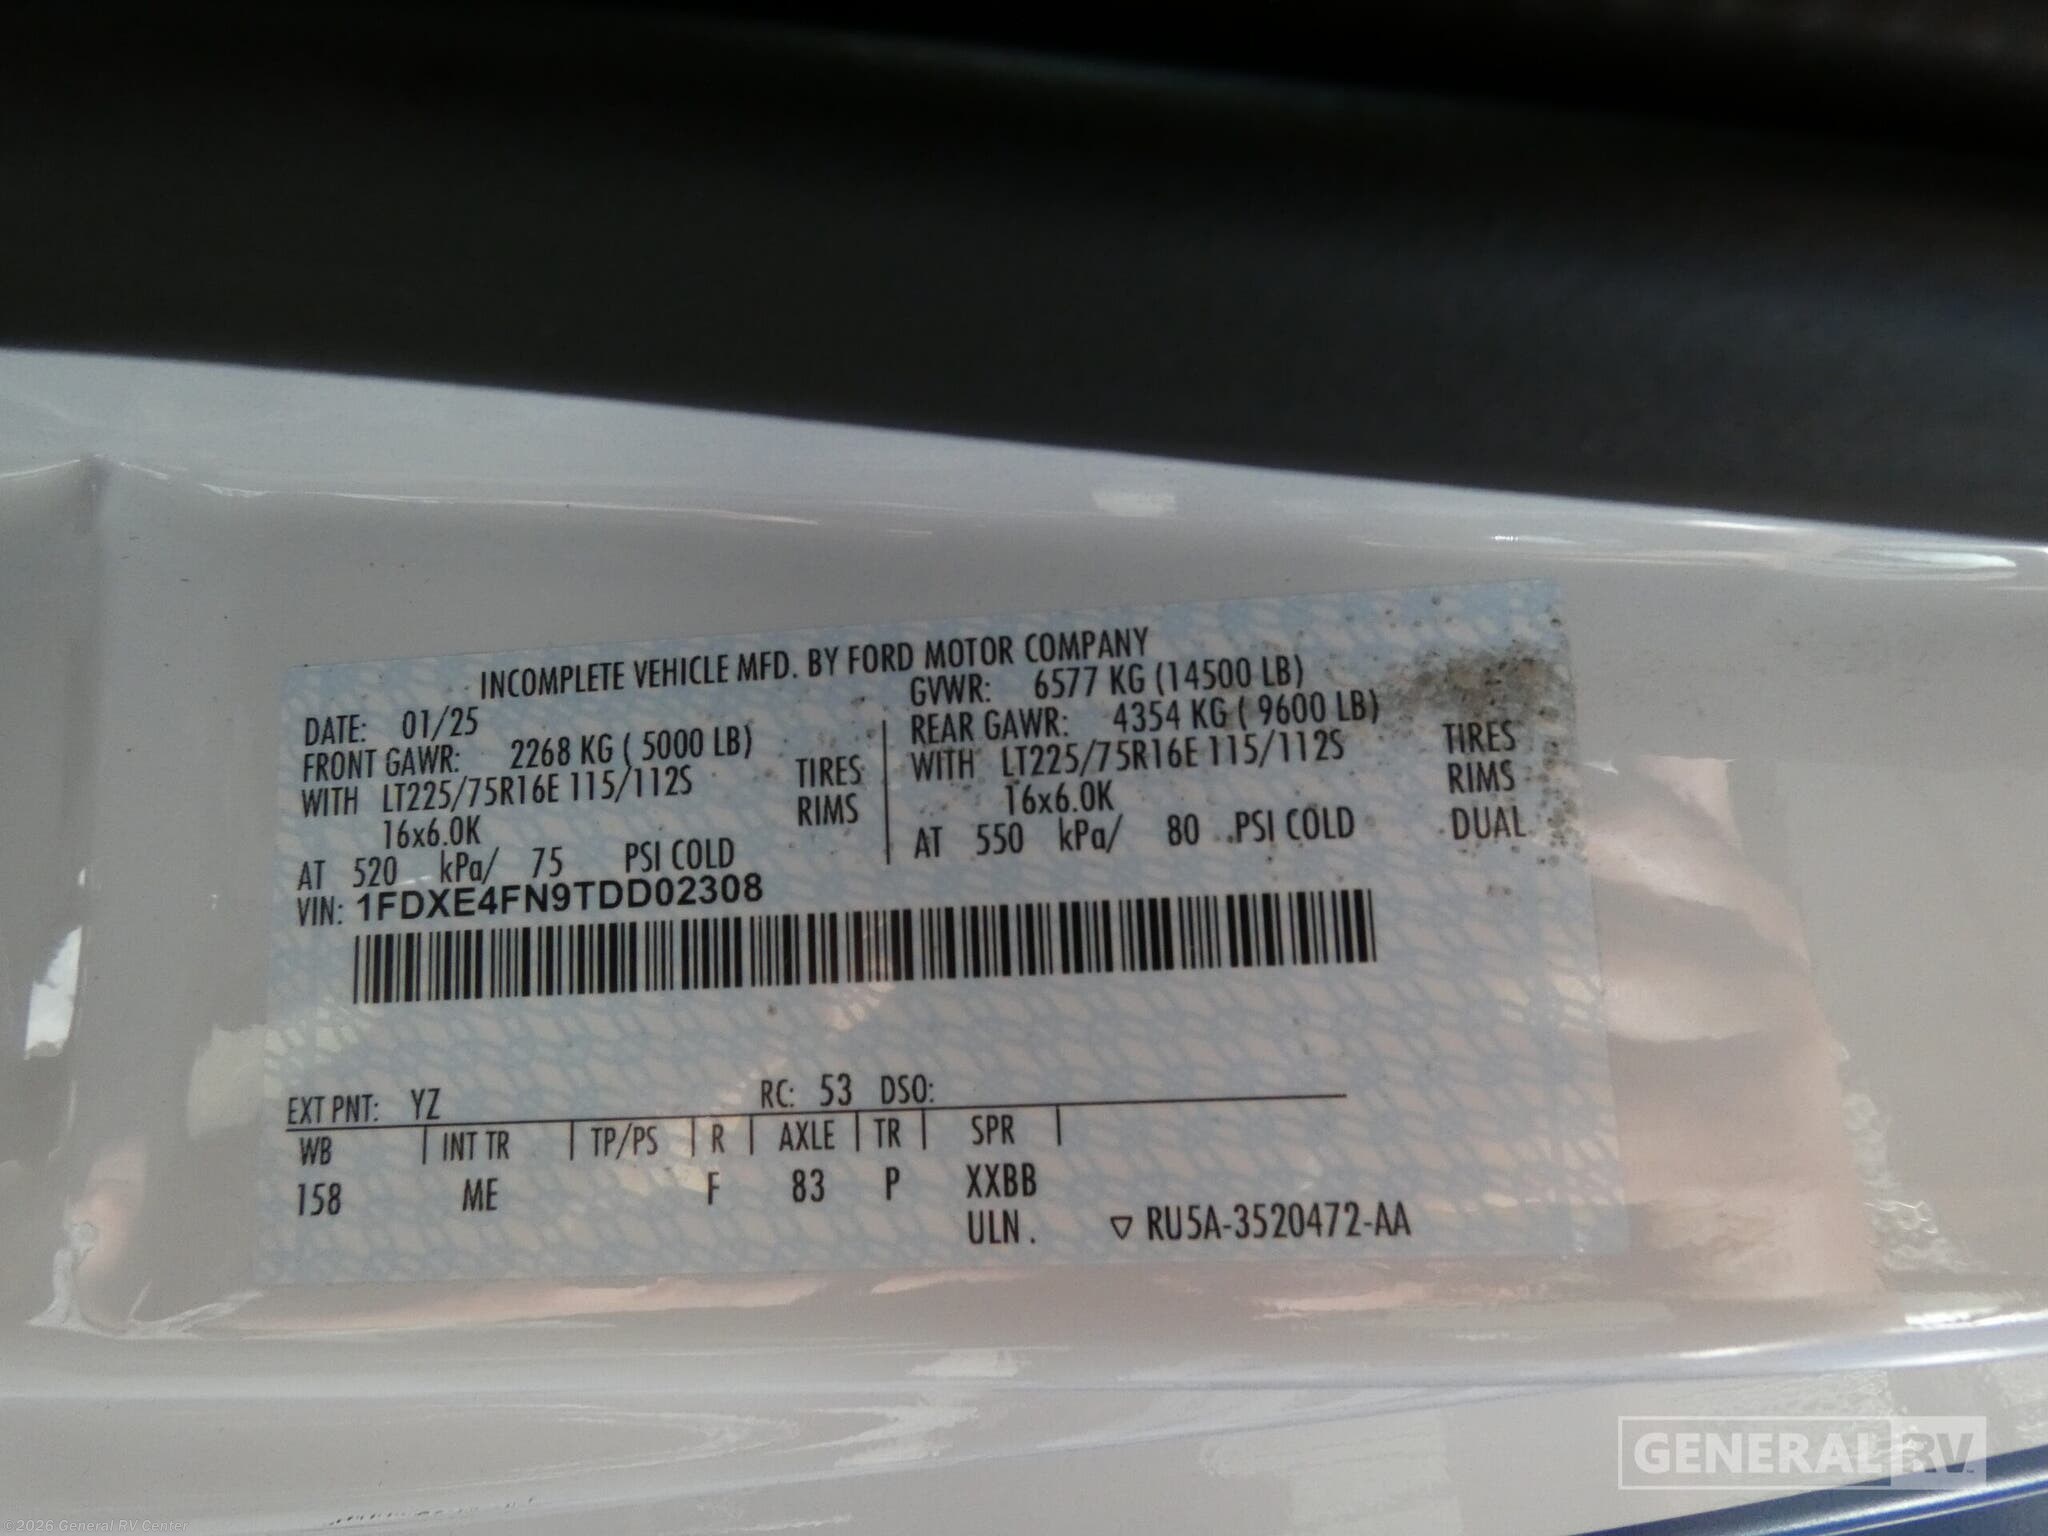 INCOMPLETE VEHICLE MFD. BY FORD MOTOR COMPANY
DATE: 01/25 GVWR: 6577 KG (14500 LB)
FRONT GAWR: 2268 KG ( 5000 LB) REAR GAWR: 4354 KG ( 9600 LB)
WITH LT225/75R16E 115/112S TIRES WITH LT225/75R16E 115/112S TIRES
16x6.0K RIMS 16x6.0K RIMS
AT 520 kPa/ 75 PSI COLD AT 550 kPa/ 80 PSI COLD DUAL
VIN: 1FDXE4FN9TDD02308
EXT PNT: YZ RC: 53 DSO:
WB INT TR TP/PS R AXLE TR SPR
158 ME F 83 P XXBB
ULN . ▽ RU5A-3520472-AA
GENERAL RV
©2026 General RV Center